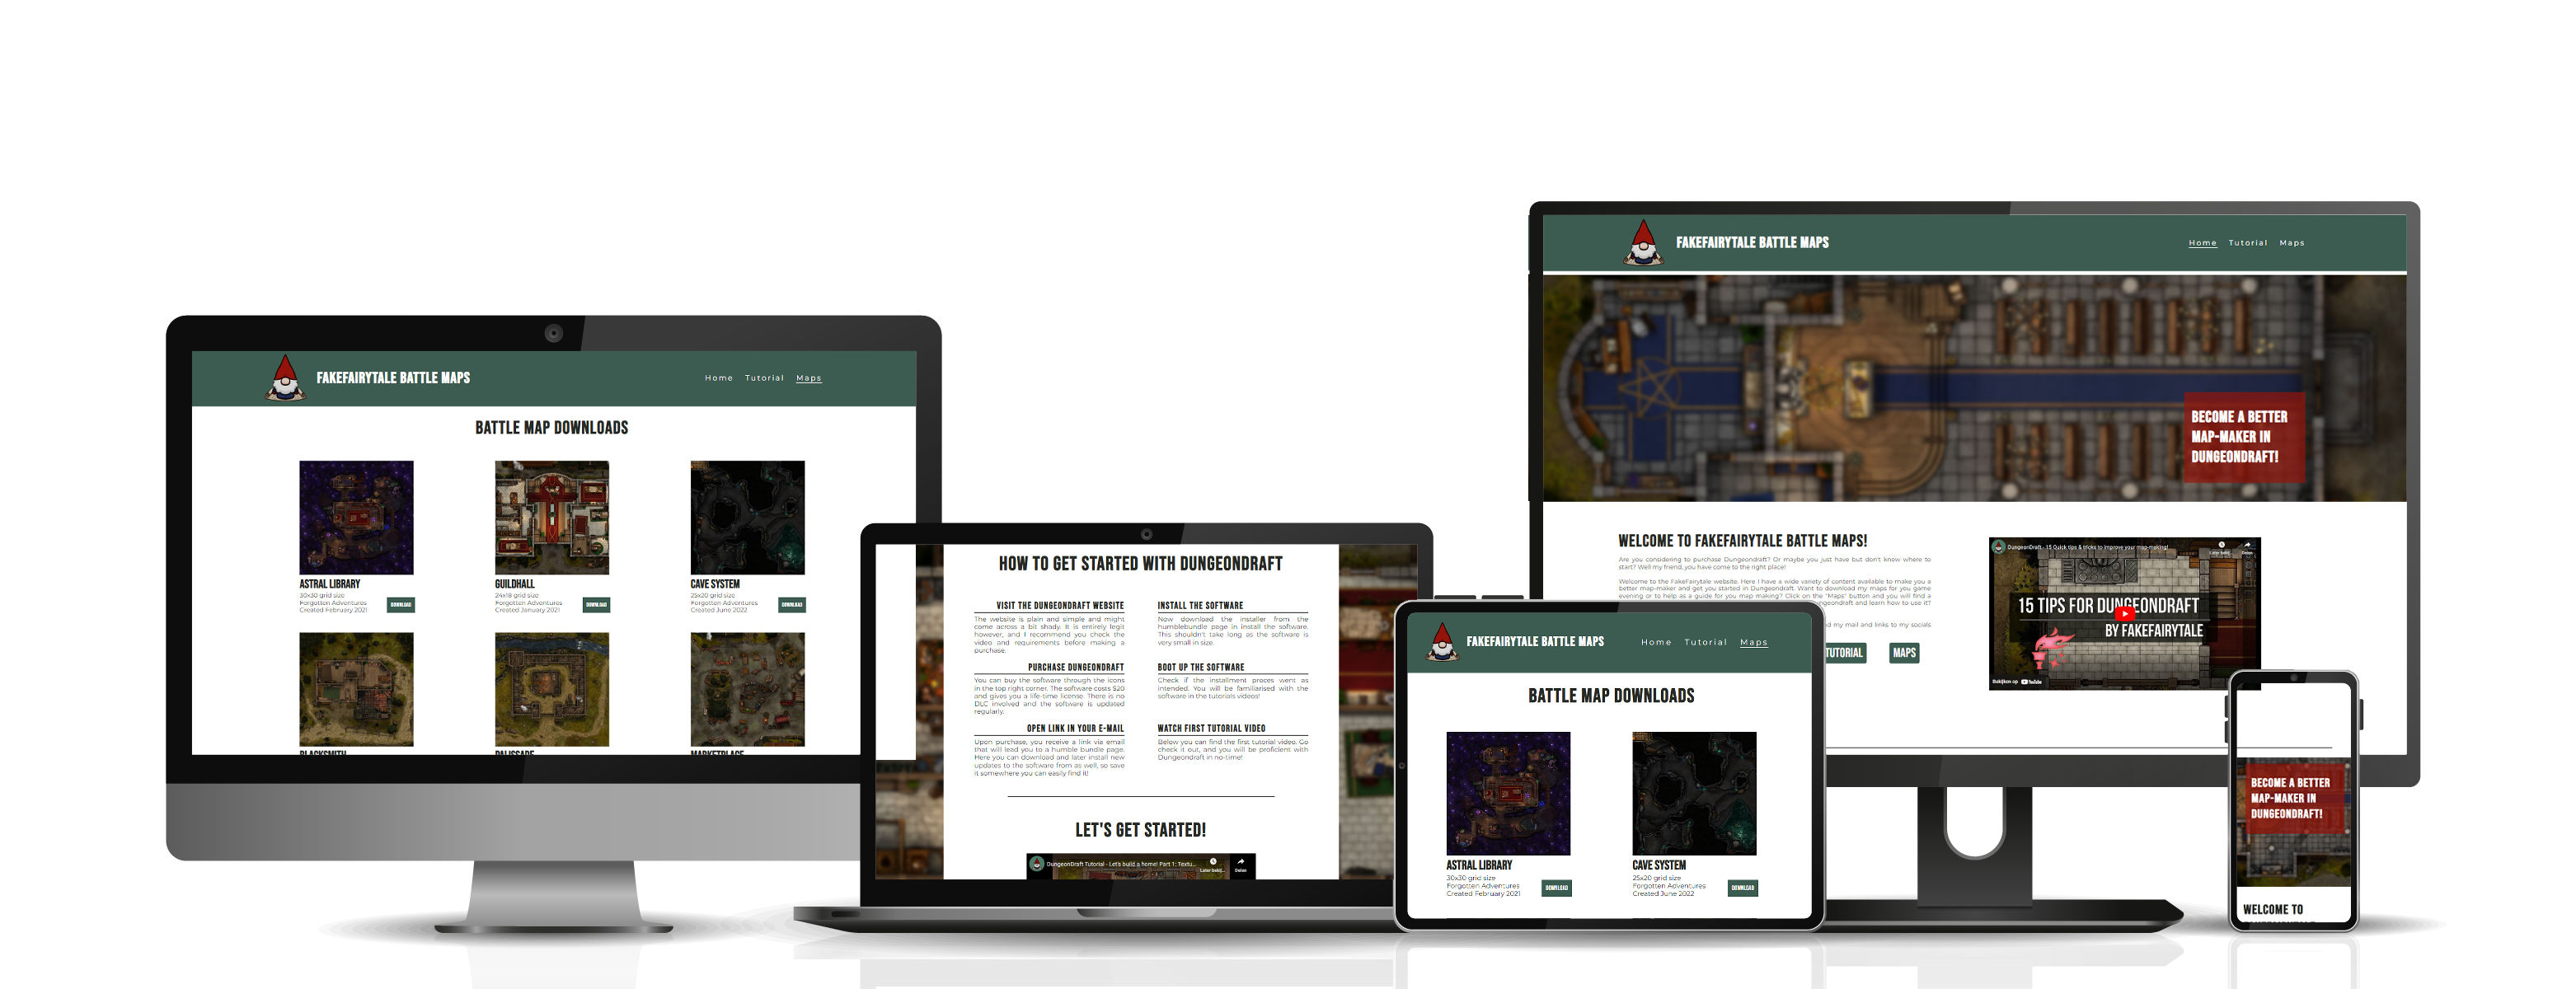 FAKEFAIRYTALE BATTLE MAPS
Home Tutorial Maps
BATTLE MAP DOWNLOADS
ASTRAL LIBRARY
30x30 grid size
Forgotten Adventures
Created February 2021
DOWNLOAD
GUILDHALL
24x18 grid size
Forgotten Adventures
Created January 2021
DOWNLOAD
CAVE SYSTEM
25x20 grid size
Forgotten Adventures
Created June 2022
DOWNLOAD
BLACKSMITH
PALISSADE
MARKETPLACE
HOW TO GET STARTED WITH DUNGEONDRAFT
VISIT THE DUNGEONDRAFT WEBSITE
The website is plain and simple and might
come across a bit shady. It is entirely legit
however, and I recommend you check the
video and requirements before making a
purchase.
PURCHASE DUNGEONDRAFT
You can buy the software through the icons
in the top right corner. The software costs $20
and gives you a life-time license. There is no
DLC involved and the software is updated
regularly.
OPEN LINK IN YOUR E-MAIL
Upon purchase, you receive a link via email
that will lead you to a humble bundle page.
Here you can download and later install new
updates to the software from as well, so save
it somewhere you can easily find it!
INSTALL THE SOFTWARE
Now download the installer from the
humblebundle page in install the software.
This shouldn't take long as the software is
very small in size.
BOOT UP THE SOFTWARE
Check if the installment proces went as
intended. You will be familiarised with the
software in the tutorials videos!
WATCH FIRST TUTORIAL VIDEO
Below you can find the first tutorial video. Go
check it out, and you will be proficient with
Dungeondraft in no-time!
LET'S GET STARTED!
DungeonDraft Tutorial - Let's build a home! Part 1: Textu...
Later bekij...
Delen
FAKEFAIRYTALE BATTLE MAPS
Home Tutorial Maps
BATTLE MAP DOWNLOADS
ASTRAL LIBRARY
30x30 grid size
Forgotten Adventures
Created February 2021
DOWNLOAD
CAVE SYSTEM
25x20 grid size
Forgotten Adventures
Created June 2022
DOWNLOAD
FAKEFAIRYTALE BATTLE MAPS
Home Tutorial Maps
BECOME A BETTER
MAP-MAKER IN
DUNGEONDRAFT!
WELCOME TO FAKEFAIRYTALE BATTLE MAPS!
Are you considering to purchase Dungeondraft? Or maybe you just have but don't know where to
start? Well my friend, you have come to the right place!
Welcome to the FakeFairytale website. Here I have a wide variety of content available to make you a
better map-maker and get you started in Dungeondraft. Want to download my maps for you game
evening or to help as a guide for you map making? Click on the "Maps" button and you will find a
ngeondraft and learn how to use it?
d my mail and links to my socials
TUTORIAL
MAPS
DungeonDraft - 15 Quick tips & tricks to improve your map-making!
Later bekij...
Delen
15 TIPS FOR DUNGEONDRAFT
BY FAKEFAIRYTALE
Bekijken op YouTube
BECOME A BETTER
MAP-MAKER IN
DUNGEONDRAFT!
WELCOME TO